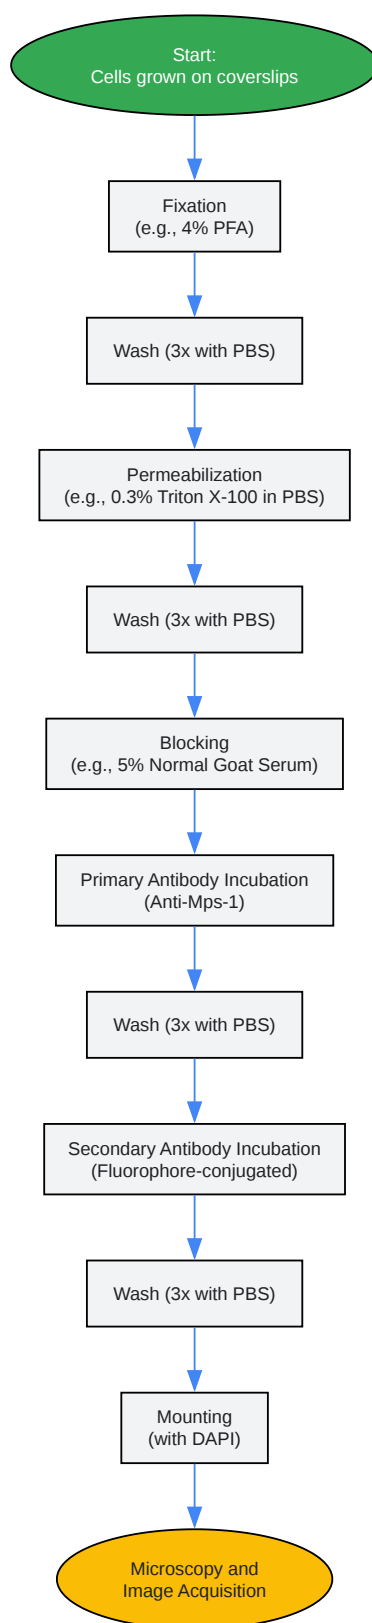 Start:
Cells grown on coverslips
Fixation
(e.g., 4% PFA)
Wash (3x with PBS)
Permeabilization
(e.g., 0.3% Triton X-100 in PBS)
Wash (3x with PBS)
Blocking
(e.g., 5% Normal Goat Serum)
Primary Antibody Incubation
(Anti-Mps-1)
Wash (3x with PBS)
Secondary Antibody Incubation
(Fluorophore-conjugated)
Wash (3x with PBS)
Mounting
(with DAPI)
Microscopy and
Image Acquisition